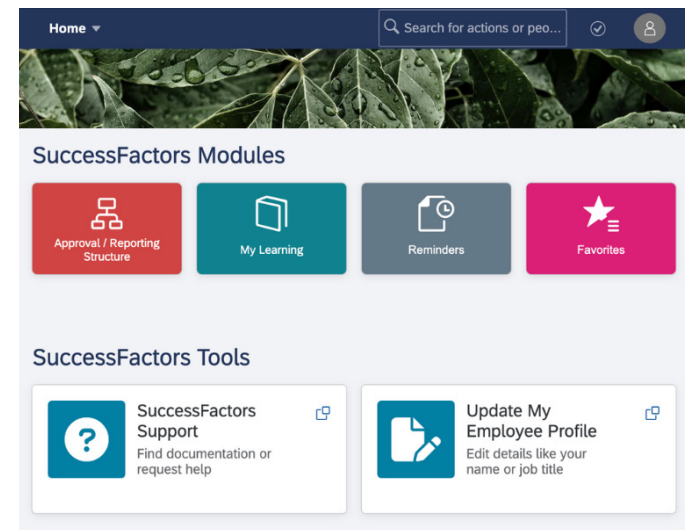 Home
Search for actions or peo...
SuccessFactors Modules
Approval / Reporting
Structure
My Learning
Reminders
Favorites
SuccessFactors Tools
SuccessFactors
Support
Find documentation or
request help
Update My
Employee Profile
Edit details like your
name or job title